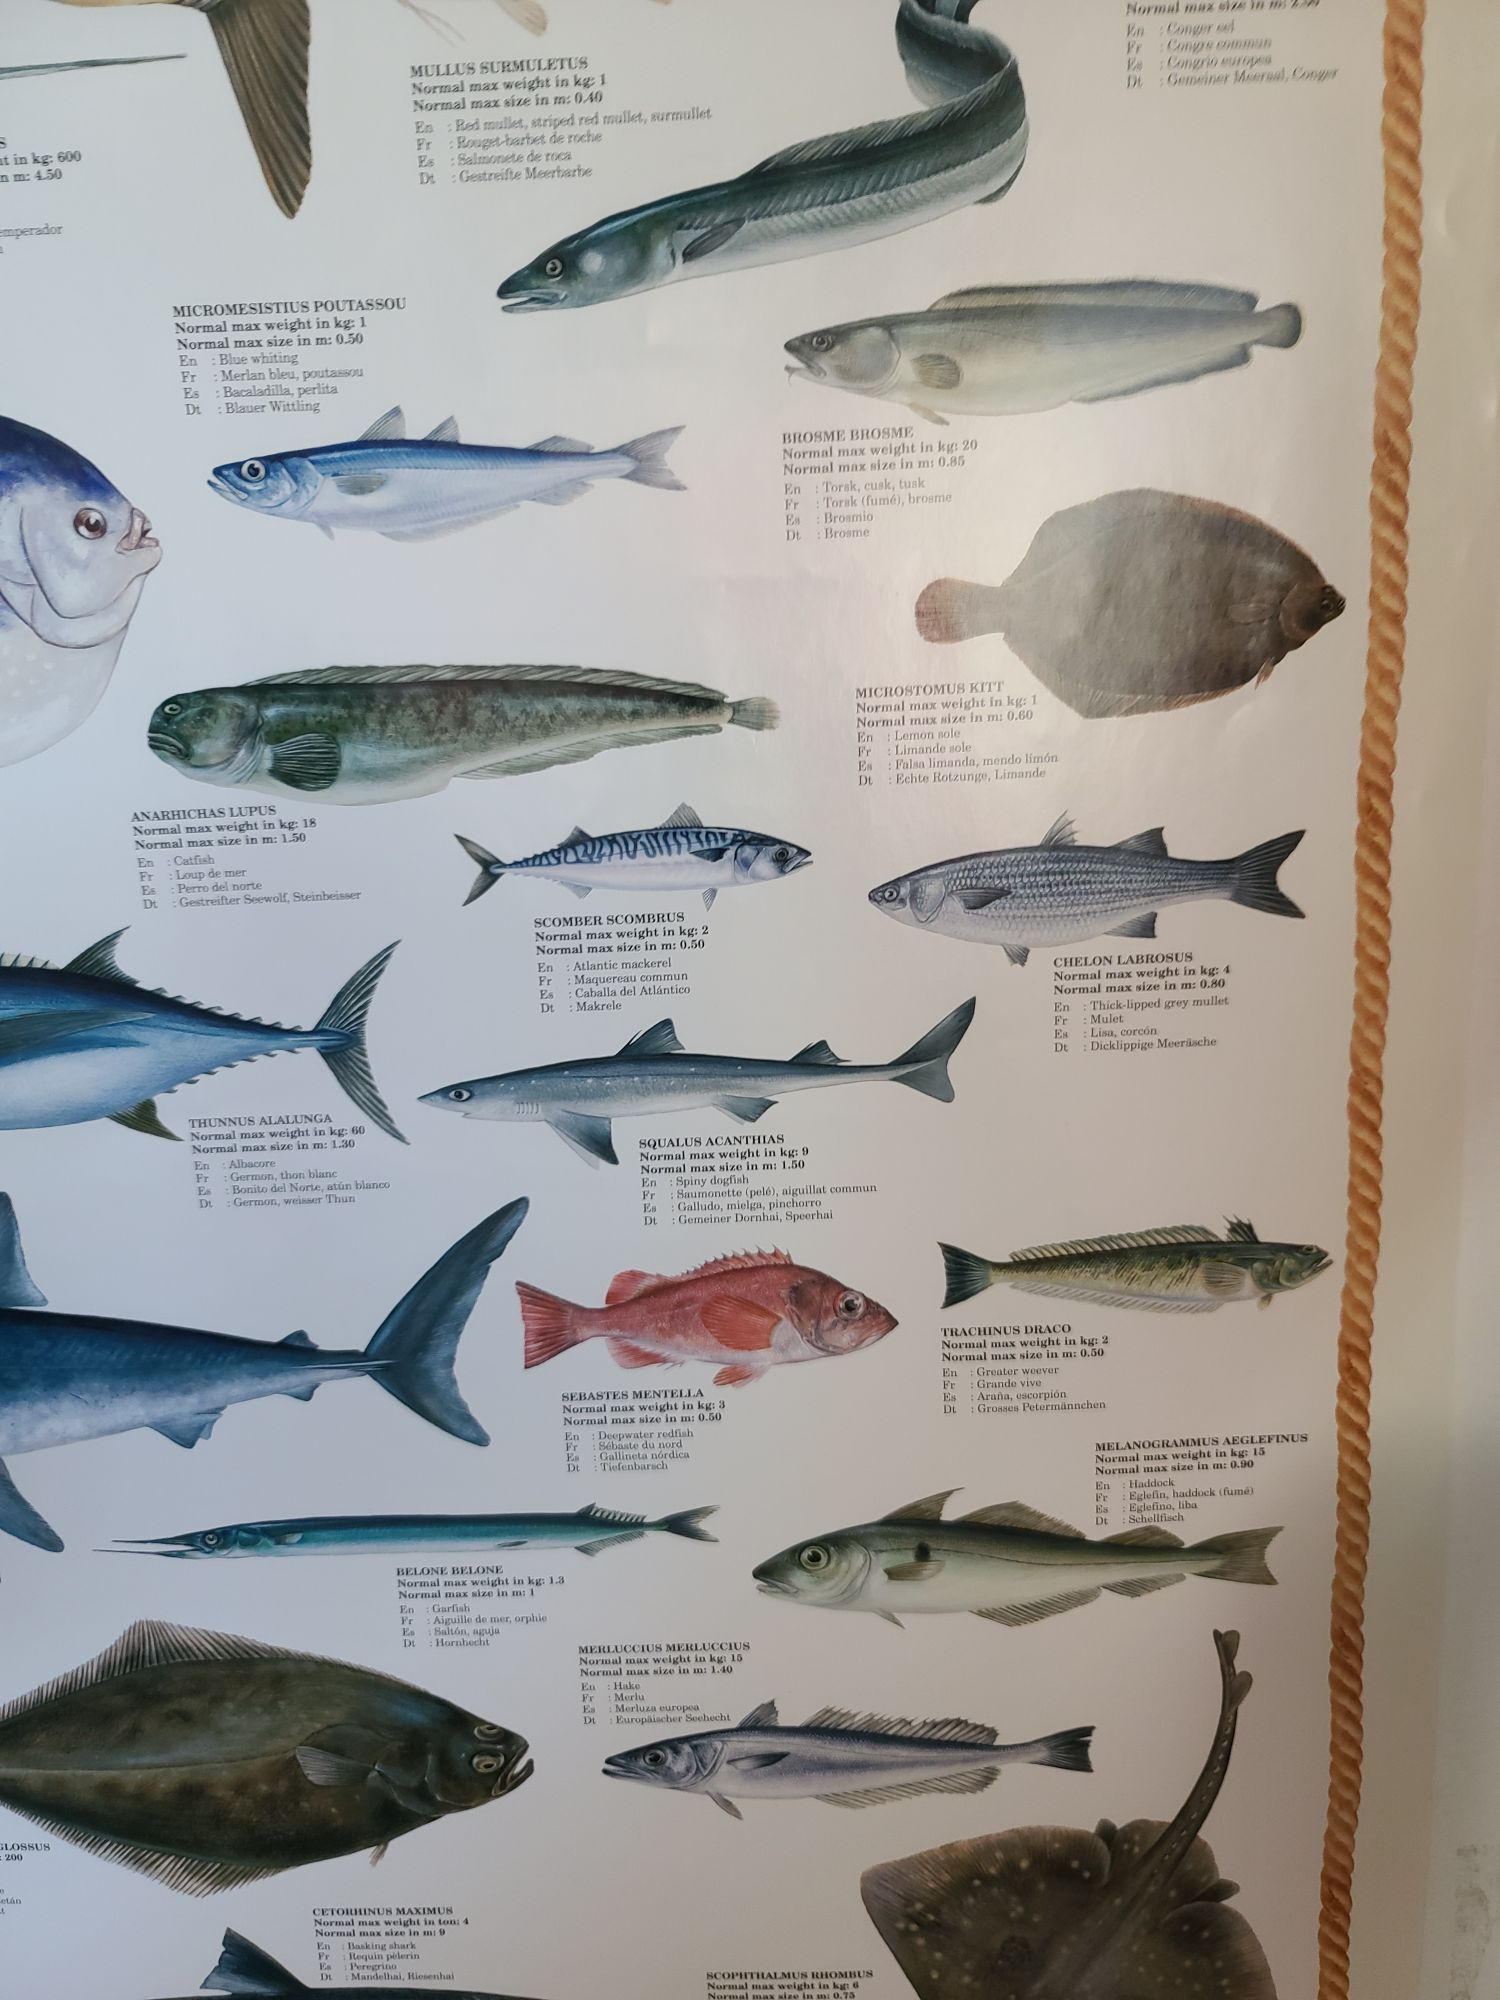 Normal max size in m:
En : Conger eel
Fr : Congre commun
Es : Congrio europea
Dt : Gemeiner Meeraal, Conger
MULLUS SURMULETUS
Normal max weight in kg: 1
Normal max size in m: 0.40
En : Red mullet, striped red mullet, surmullet
Fr : Rouget-barbet de roche
Es : Salmonete de roca
Dt : Gestreifte Meerbarbe
S
ht in kg: 600
n m: 4.50
emperador
MICROMESISTIUS POUTASSOU
Normal max weight in kg: 1
Normal max size in m: 0.50
En : Blue whiting
Fr : Merlan bleu, poutassou
Es : Bacaladilla, perlita
Dt : Blauer Wittling
BROSME BROSME
Normal max weight in kg: 20
Normal max size in m: 0.85
En : Torsk, cusk, tusk
Fr : Torsk (fumé), brosme
Es : Brosmio
Dt : Brosme
MICROSTOMUS KITT
Normal max weight in kg: 1
Normal max size in m: 0.60
En : Lemon sole
Fr : Limande sole
Es : Falsa limanda, mendo limón
Dt : Echte Rotzunge, Limande
ANARHICHAS LUPUS
Normal max weight in kg: 18
Normal max size in m: 1.50
En : Catfish
Fr : Loup de mer
Es : Perro del norte
Dt : Gestreifter Seewolf, Steinbeisser
SCOMBER SCOMBRUS
Normal max weight in kg: 2
Normal max size in m: 0.50
En : Atlantic mackerel
Fr : Maquereau commun
Es : Caballa del Atlántico
Dt : Makrele
CHELON LABROSUS
Normal max weight in kg: 4
Normal max size in m: 0.80
En : Thick-lipped grey mullet
Fr : Mulet
Es : Lisa, corcón
Dt : Dicklippige Meeräsche
THUNNUS ALALUNGA
Normal max weight in kg: 60
Normal max size in m: 1.30
En : Albacore
Fr : Germon, thon blanc
Es : Bonito del Norte, atún blanco
Dt : Germon, weisser Thun
SQUALUS ACANTHIAS
Normal max weight in kg: 9
Normal max size in m: 1.50
En : Spiny dogfish
Fr : Saumonette (pelé), aiguillat commun
Es : Galludo, mielga, pinchorro
Dt : Gemeiner Dornhai, Speerhai
TRACHINUS DRACO
Normal max weight in kg: 2
Normal max size in m: 0.50
En : Greater weever
Fr : Grande vive
Es : Araña, escorpión
Dt : Grosses Petermännchen
SEBASTES MENTELLA
Normal max weight in kg: 3
Normal max size in m: 0.50
En : Deepwater redfish
Fr : Sébaste du nord
Es : Gallineta nórdica
Dt : Tiefenbarsch
MELANOGRAMMUS AEGLEFINUS
Normal max weight in kg: 15
Normal max size in m: 0.90
En : Haddock
Fr : Eglefin, haddock (fumé)
Es : Eglefino, liba
Dt : Schellfisch
BELONE BELONE
Normal max weight in kg: 1.3
Normal max size in m: 1
En : Garfish
Fr : Aiguille de mer, orphie
Es : Saltón, aguja
Dt : Hornhecht
MERLUCCIUS MERLUCCIUS
Normal max weight in kg: 15
Normal max size in m: 1.40
En : Hake
Fr : Merlu
Es : Merluza europea
Dt : Europäischer Seehecht
GLOSSUS
: 200
CETORHINUS MAXIMUS
Normal max weight in ton: 4
Normal max size in m: 9
En : Basking shark
Fr : Requin pèlerin
Es : Peregrino
Dt : Mandelhai, Riesenhai
SCOPHTHALMUS RHOMBUS
Normal max weight in kg: 6
Normal max size in m: 0.75